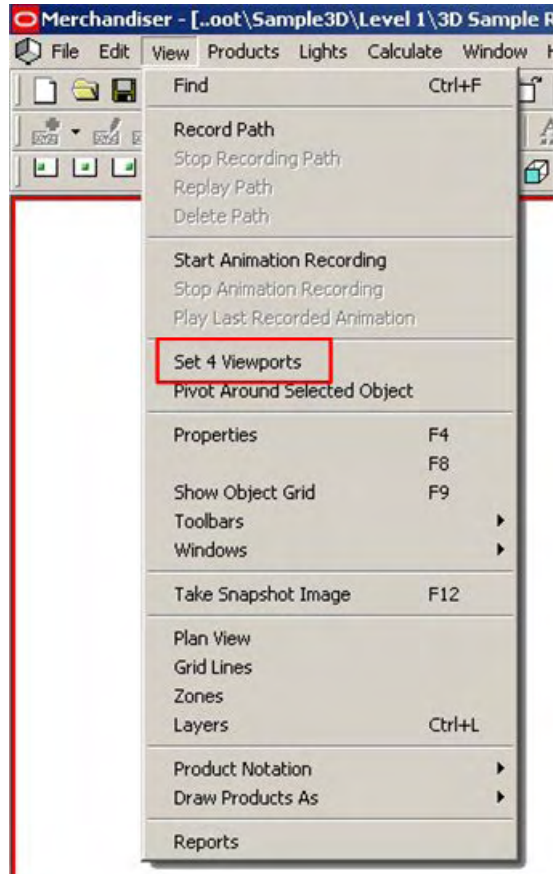 Merchandiser - [..oot\Sample3D\Level 1\3D Sample R
File Edit View Products Lights Calculate Window
Find Ctrl+F
Record Path
Stop Recording Path
Replay Path
Delete Path
Start Animation Recording
Stop Animation Recording
Play Last Recorded Animation
Set 4 Viewports
Pivot Around Selected Object
Properties F4
F8
Show Object Grid F9
Toolbars
Windows
Take Snapshot Image F12
Plan View
Grid Lines
Zones
Layers Ctrl+L
Product Notation
Draw Products As
Reports